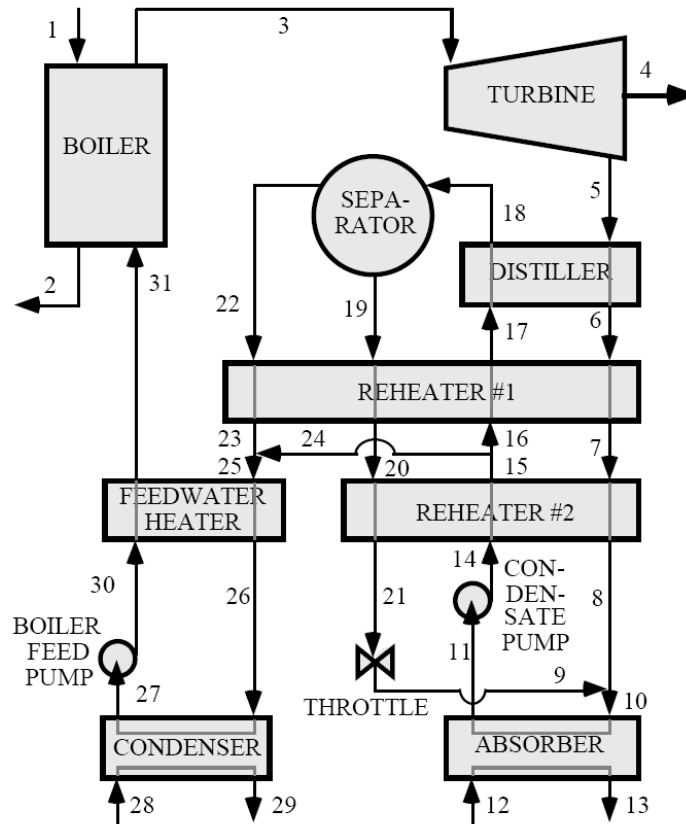 1
3
4
BOILER
TURBINE
5
SEPA-
RATOR
18
2
31
22
19
DISTILLER
17
6
REHEATER #1
23
24
16
7
25
20
15
FEEDWATER
HEATER
REHEATER #2
30
26
21
14
CON-
DEN-
SATE
PUMP
8
BOILER
FEED
PUMP
11
9
27
THROTTLE
10
CONDENSER
ABSORBER
28
29
12
13